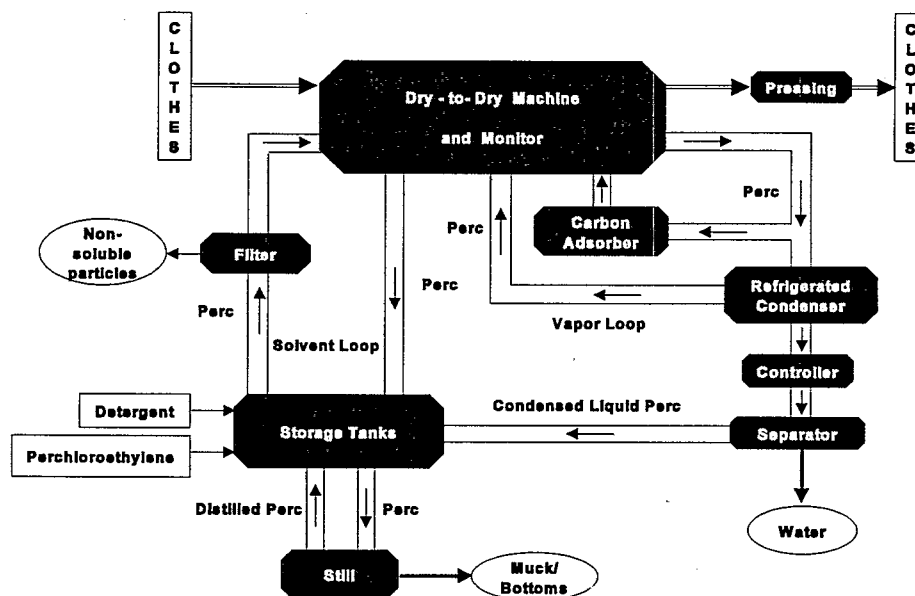 CLOTHES
CLOTHES
Dry-to-Dry Machine
and Monitor
Pressing
Perc
Carbon
Adsorber
Perc
Non-
soluble
particles
Filter
Perc
Perc
Refrigerated
Condenser
Vapor Loop
Solvent Loop
Controller
Detergent
Condensed Liquid Perc
Storage Tanks
Separator
Perchloroethylene
Distilled Perc
Perc
Water
Still
Muck/
Bottoms